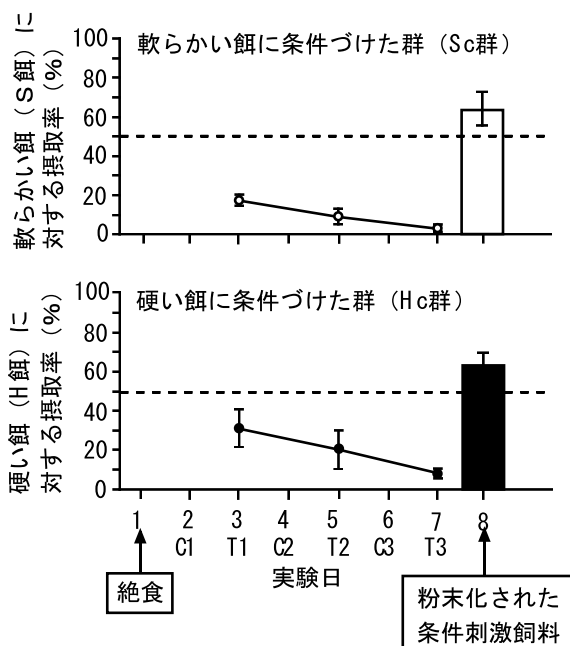 軟らかい餌（S餌）に
対する摂取率（%）
軟らかい餌に条件づけた群（Sc群）
100
80
60
40
20
0
硬い餌（H餌）に
対する摂取率（%）
硬い餌に条件づけた群（Hc群）
100
80
60
40
20
0
1 2 3 4 5 6 7 8
C1 T1 C2 T2 C3 T3
実験日
絶食
粉末化された
条件刺激飼料